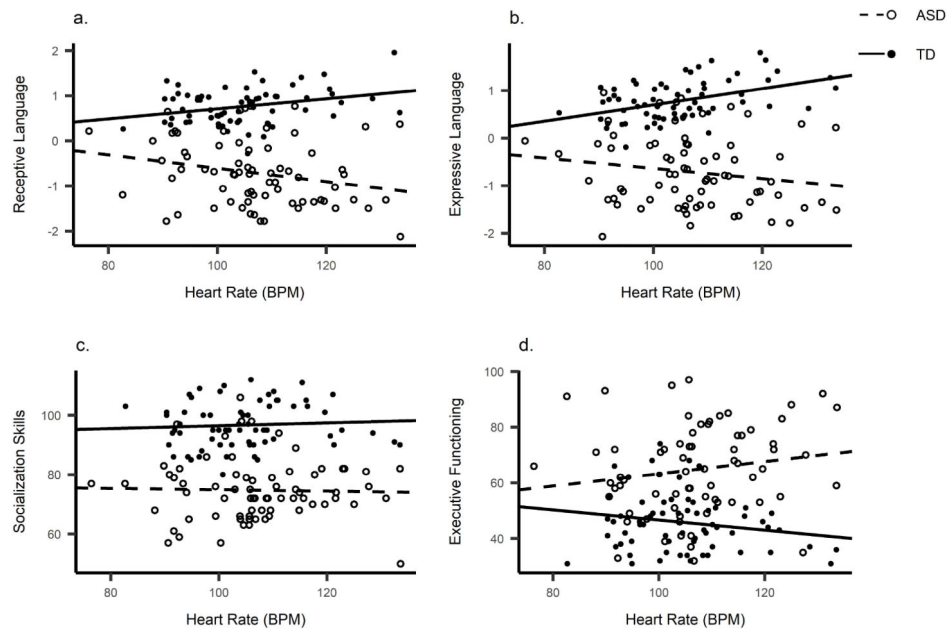 a.
b.
ASD
TD
Receptive Language
2
1
0
-1
-2
80
100
120
Heart Rate (BPM)
Expressive Language
1
0
-1
-2
80
100
120
Heart Rate (BPM)
c.
d.
Socialization Skills
100
80
60
80
100
120
Heart Rate (BPM)
Executive Functioning
100
80
60
40
80
100
120
Heart Rate (BPM)